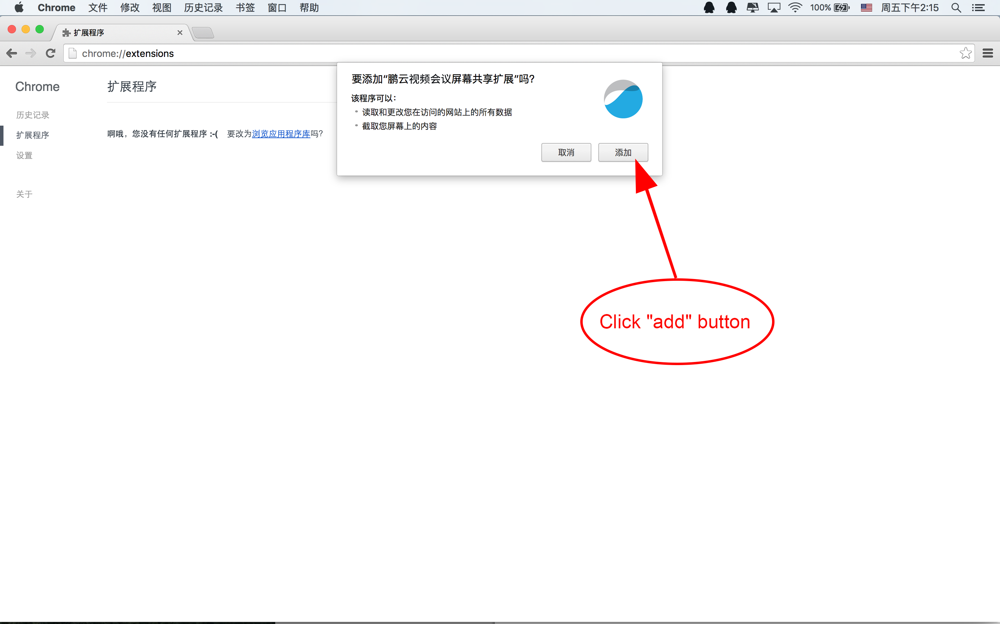 Chrome 文件 修改 视图 历史记录 书签 窗口 帮助 100% 周五下午2:15
扩展程序
chrome://extensions
Chrome
历史记录
扩展程序
设置
关于
扩展程序
啊哦，您没有任何扩展程序 :-( 要改为浏览应用程序库吗?
要添加“鹏云视频会议屏幕共享扩展”吗?
该程序可以：
读取和更改您在访问的网站上的所有数据
截取您屏幕上的内容
取消 添加
Click "add" button